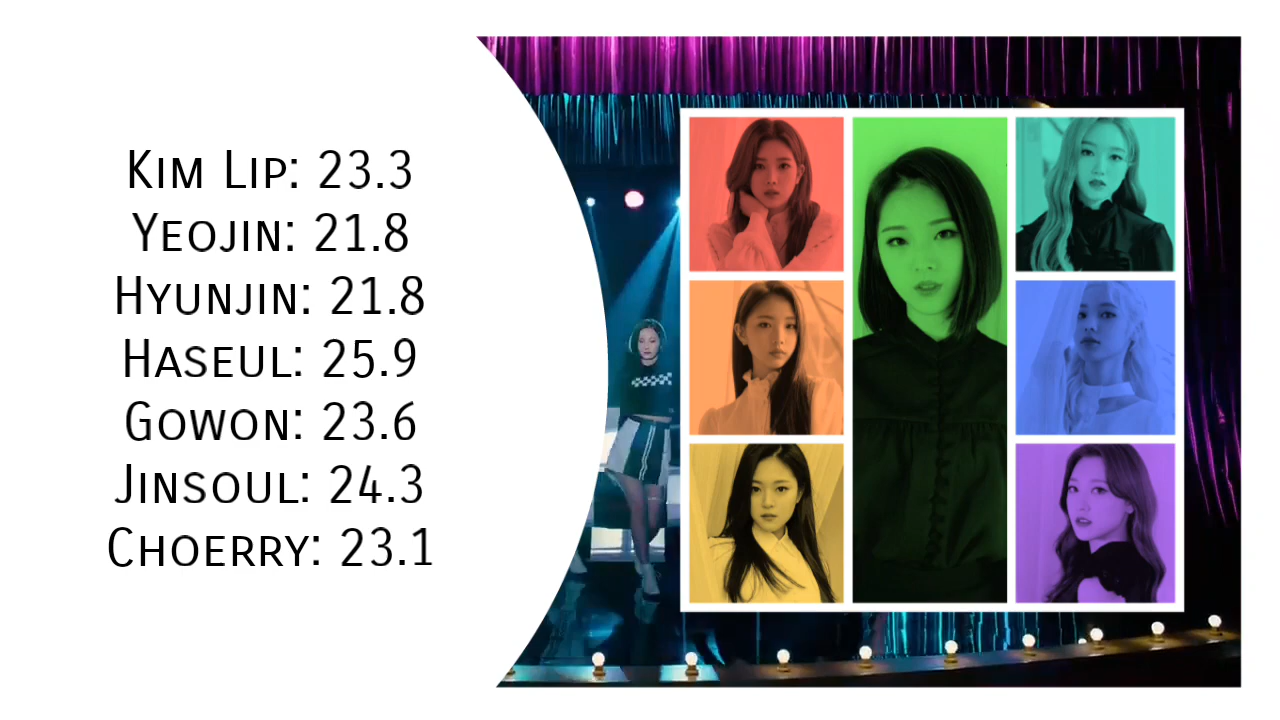 Kim Lip: 23.3
Yeojin: 21.8
Hyunjin: 21.8
Haseul: 25.9
Gowon: 23.6
Jinsoul: 24.3
Choerry: 23.1